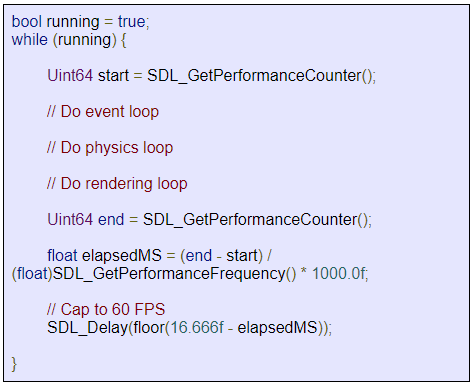 bool running = true;
while (running) {
Uint64 start = SDL_GetPerformanceCounter();
// Do event loop
// Do physics loop
// Do rendering loop
Uint64 end = SDL_GetPerformanceCounter();
float elapsedMS = (end - start) /
(float)SDL_GetPerformanceFrequency() * 1000.0f;
// Cap to 60 FPS
SDL_Delay(floor(16.666f - elapsedMS));
}